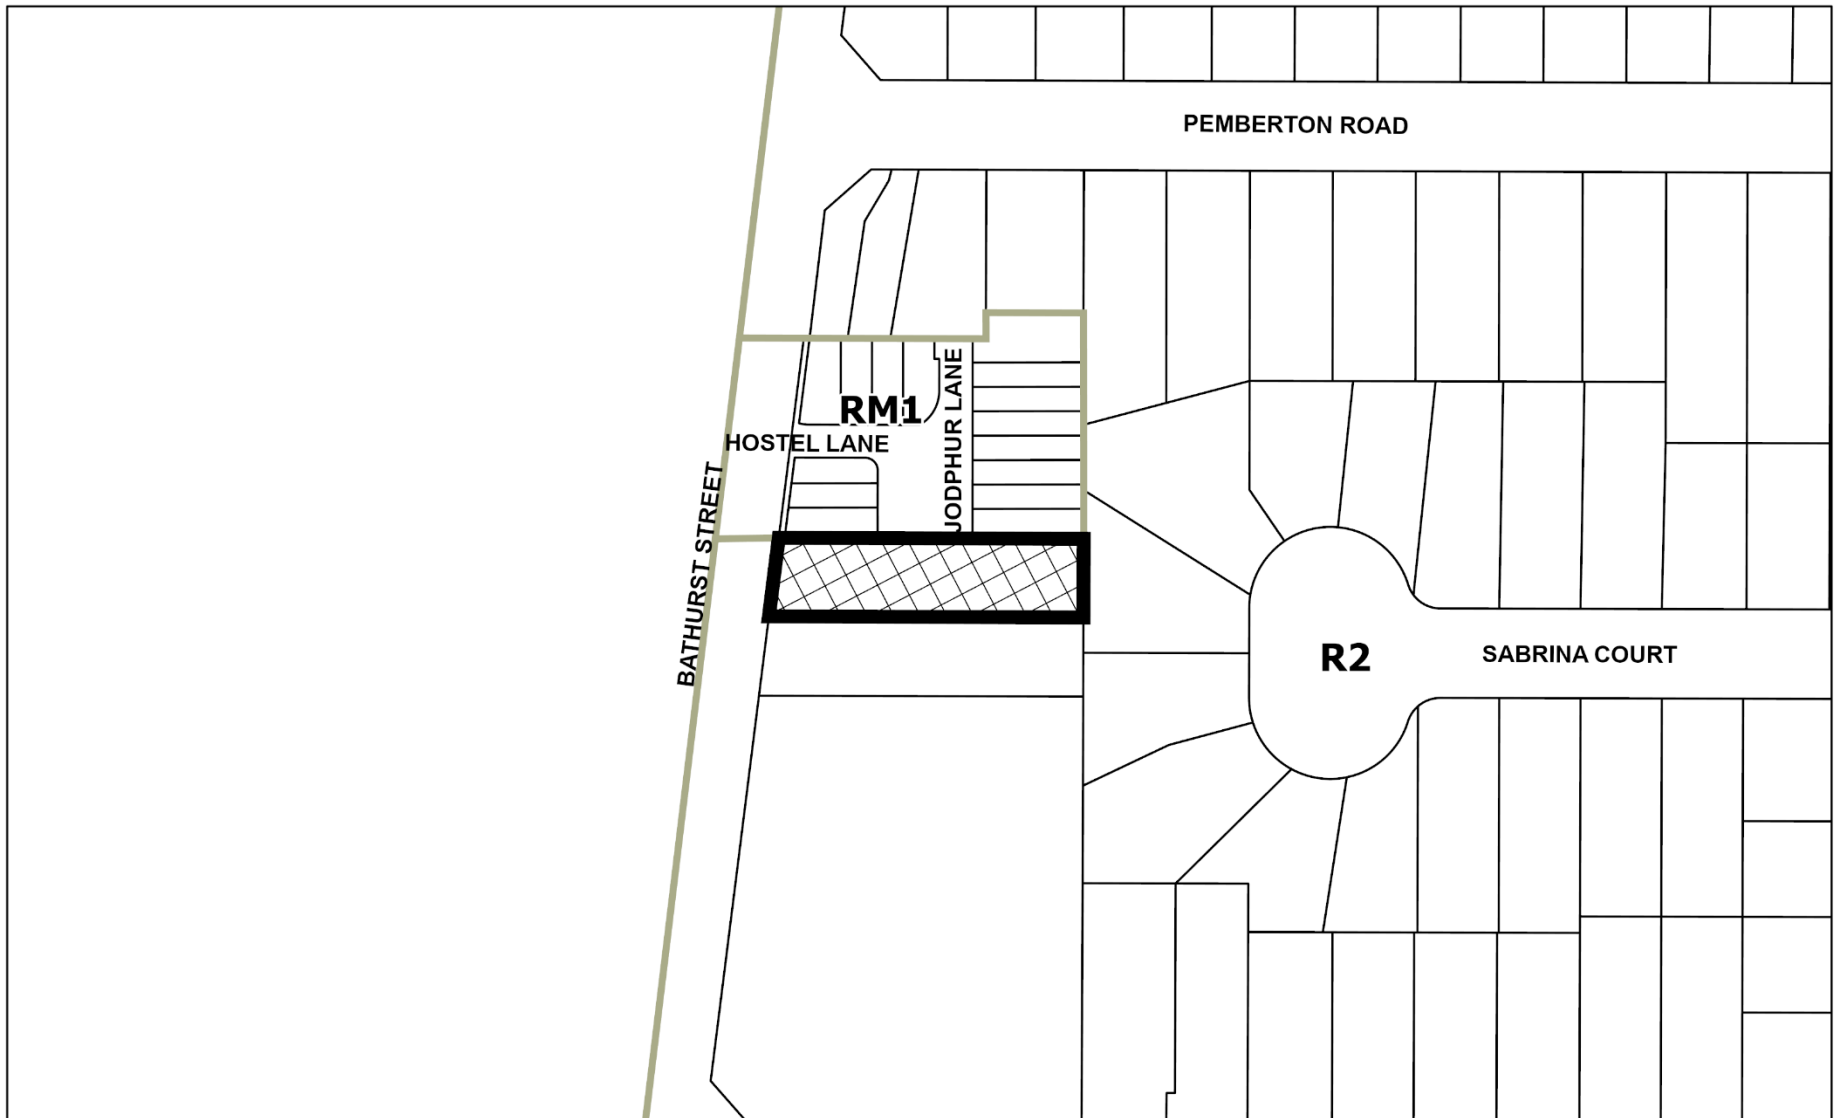 PEMBERTON ROAD
JODPHUR LANE
RM1
HOSTEL LANE
BATHURST STREET
R2
SABRINA COURT